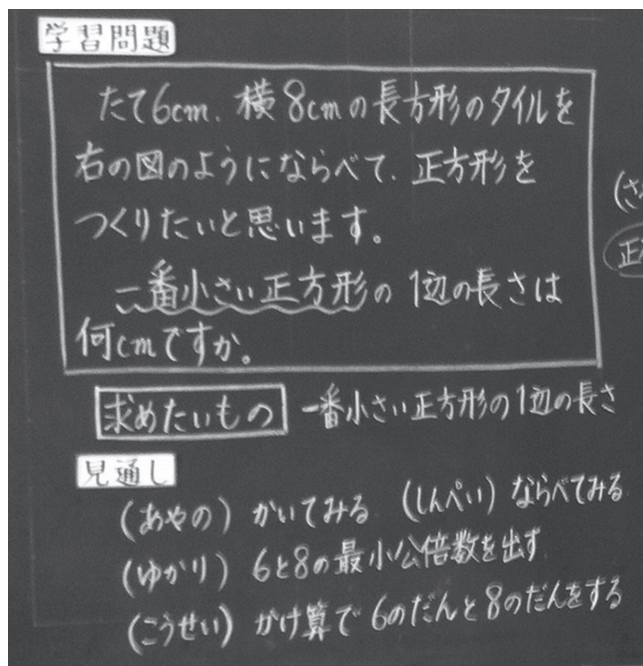 学習問題
たて6cm、横8cmの長方形のタイルを
右の図のようにならべて、正方形を
つくりたいと思います。
一番小さい正方形の1辺の長さは
何cmですか。
求めたいもの 一番小さい正方形の1辺の長さ
見通し
(あやの) かいてみる (しんぺい) ならべてみる
(ゆかり) 6と8の最小公倍数を出す
(こうせい) かけ算で6のだんと8のだんをする